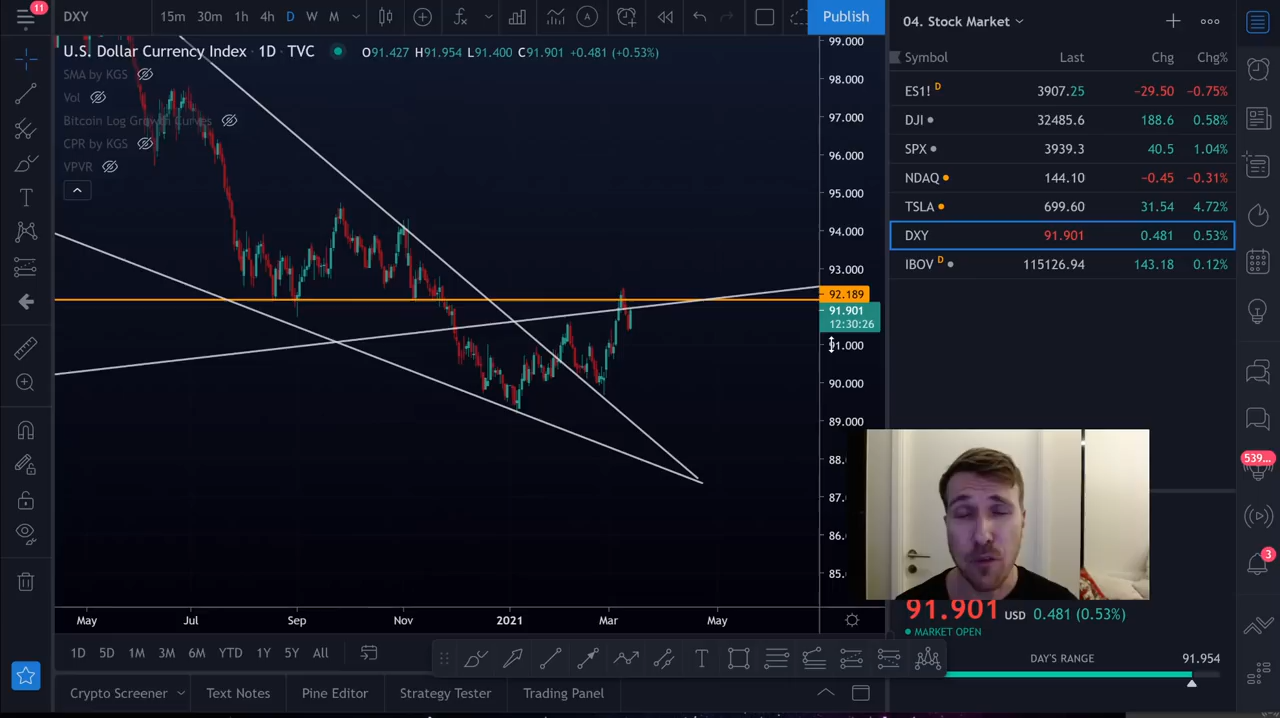 11
DXY
15m 30m 1h 4h D W M
Publish
04. Stock Market
U.S. Dollar Currency Index · 1D · TVC
O91.427 H91.954 L91.400 C91.901 +0.481 (+0.53%)
SMA by KGS
Vol
Bitcoin Log Growth Curves
CPR by KGS
VPVR
99.000
98.000
97.000
96.000
95.000
94.000
93.000
92.189
91.901
12:30:26
91.000
90.000
89.000
88.
87.
86.
85.
May Jul Sep Nov 2021 Mar May
Symbol Last Chg Chg%
ES1! D 3907.25 −29.50 −0.75%
DJI 32485.6 188.6 0.58%
SPX 3939.3 40.5 1.04%
NDAQ 144.10 −0.45 −0.31%
TSLA 699.60 31.54 4.72%
DXY 91.901 0.481 0.53%
IBOV D 115126.94 143.18 0.12%
539...
3
91.901 USD 0.481 (0.53%)
MARKET OPEN
DAY'S RANGE 91.954
1D 5D 1M 3M 6M YTD 1Y 5Y All
Crypto Screener Text Notes Pine Editor Strategy Tester Trading Panel